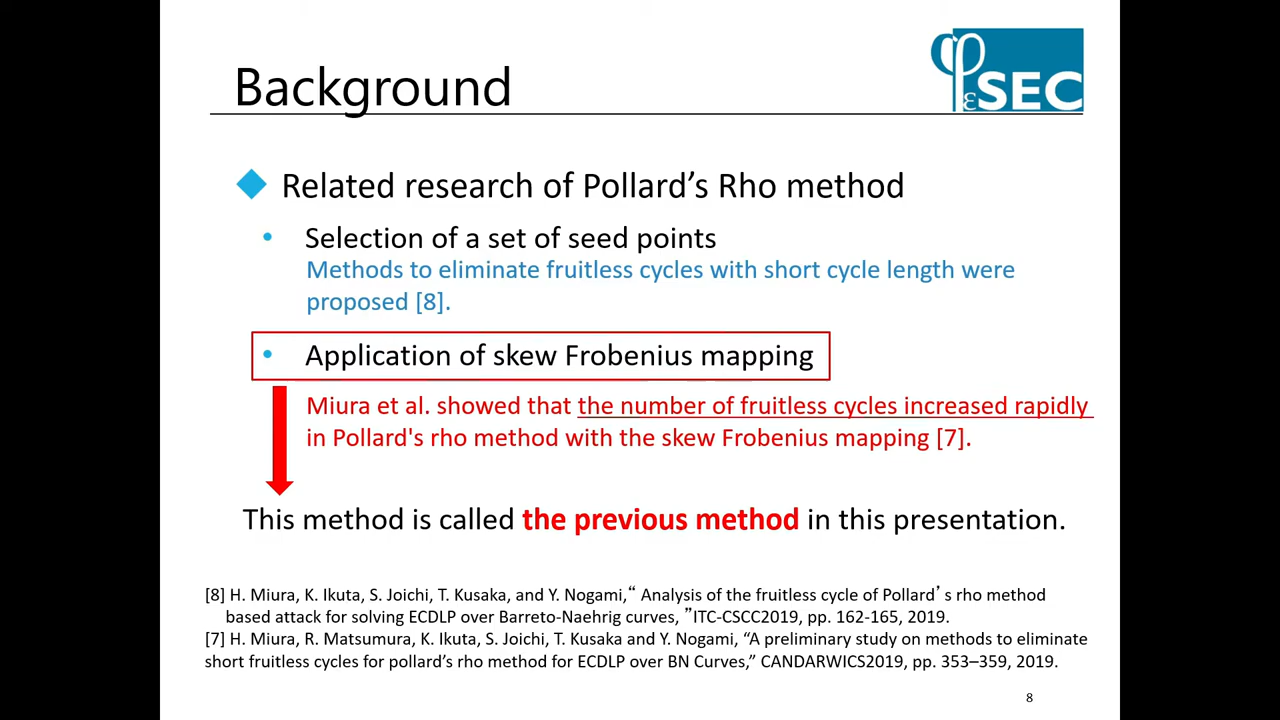 Background
φεSEC
Related research of Pollard’s Rho method
• Selection of a set of seed points
Methods to eliminate fruitless cycles with short cycle length were
proposed [8].
• Application of skew Frobenius mapping
Miura et al. showed that the number of fruitless cycles increased rapidly
in Pollard's rho method with the skew Frobenius mapping [7].
This method is called the previous method in this presentation.
[8] H. Miura, K. Ikuta, S. Joichi, T. Kusaka, and Y. Nogami,“ Analysis of the fruitless cycle of Pollard’s rho method
based attack for solving ECDLP over Barreto-Naehrig curves, ”ITC-CSCC2019, pp. 162-165, 2019.
[7] H. Miura, R. Matsumura, K. Ikuta, S. Joichi, T. Kusaka and Y. Nogami, “A preliminary study on methods to eliminate
short fruitless cycles for pollard’s rho method for ECDLP over BN Curves,” CANDARWICS2019, pp. 353–359, 2019.
8